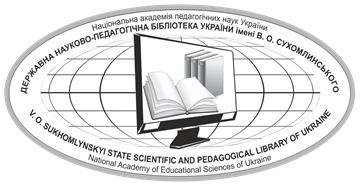 Національна академія педагогічних наук України
ДЕРЖАВНА НАУКОВО-ПЕДАГОГІЧНА БІБЛІОТЕКА УКРАЇНИ імені В. О. СУХОМЛИНСЬКОГО
V. O. SUKHOMLYNSKYI STATE SCIENTIFIC AND PEDAGOGICAL LIBRARY OF UKRAINE
National Academy of Educational Sciences of Ukraine